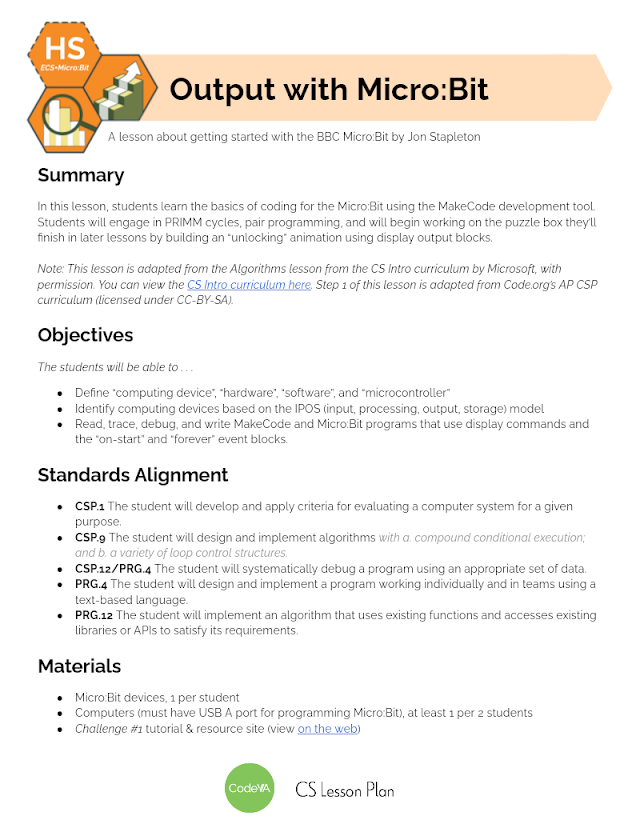 HS
ECS•Micro:Bit
Output with Micro:Bit
A lesson about getting started with the BBC Micro:Bit by Jon Stapleton
Summary
In this lesson, students learn the basics of coding for the Micro:Bit using the MakeCode development tool.
Students will engage in PRIMM cycles, pair programming, and will begin working on the puzzle box they'll
finish in later lessons by building an “unlocking” animation using display output blocks.
Note: This lesson is adapted from the Algorithms lesson from the CS Intro curriculum by Microsoft, with
permission. You can view the CS Intro curriculum here. Step 1 of this lesson is adapted from Code.org's AP CSP
curriculum (licensed under CC-BY-SA).
Objectives
The students will be able to . . .
● Define “computing device”, “hardware”, “software”, and “microcontroller”
● Identify computing devices based on the IPOS (input, processing, output, storage) model
● Read, trace, debug, and write MakeCode and Micro:Bit programs that use display commands and
the “on-start” and “forever” event blocks.
Standards Alignment
● CSP.1 The student will develop and apply criteria for evaluating a computer system for a given
purpose.
● CSP.9 The student will design and implement algorithms with a. compound conditional execution;
and b. a variety of loop control structures.
● CSP.12/PRG.4 The student will systematically debug a program using an appropriate set of data.
● PRG.4 The student will design and implement a program working individually and in teams using a
text-based language.
● PRG.12 The student will implement an algorithm that uses existing functions and accesses existing
libraries or APIs to satisfy its requirements.
Materials
● Micro:Bit devices, 1 per student
● Computers (must have USB A port for programming Micro:Bit), at least 1 per 2 students
● Challenge #1 tutorial & resource site (view on the web)
CodeVA CS Lesson Plan